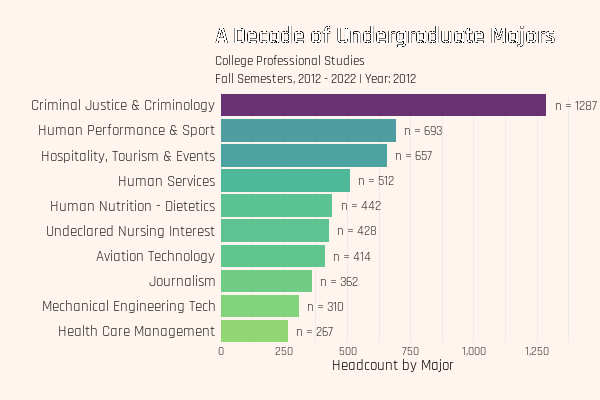 A Decade of Undergraduate Majors
College Professional Studies
Fall Semesters, 2012 - 2022 | Year: 2012
Criminal Justice & Criminology n = 1287
Human Performance & Sport n = 693
Hospitality, Tourism & Events n = 657
Human Services n = 512
Human Nutrition - Dietetics n = 442
Undeclared Nursing Interest n = 428
Aviation Technology n = 414
Journalism n = 362
Mechanical Engineering Tech n = 310
Health Care Management n = 267
0 250 500 750 1,000 1,250
Headcount by Major